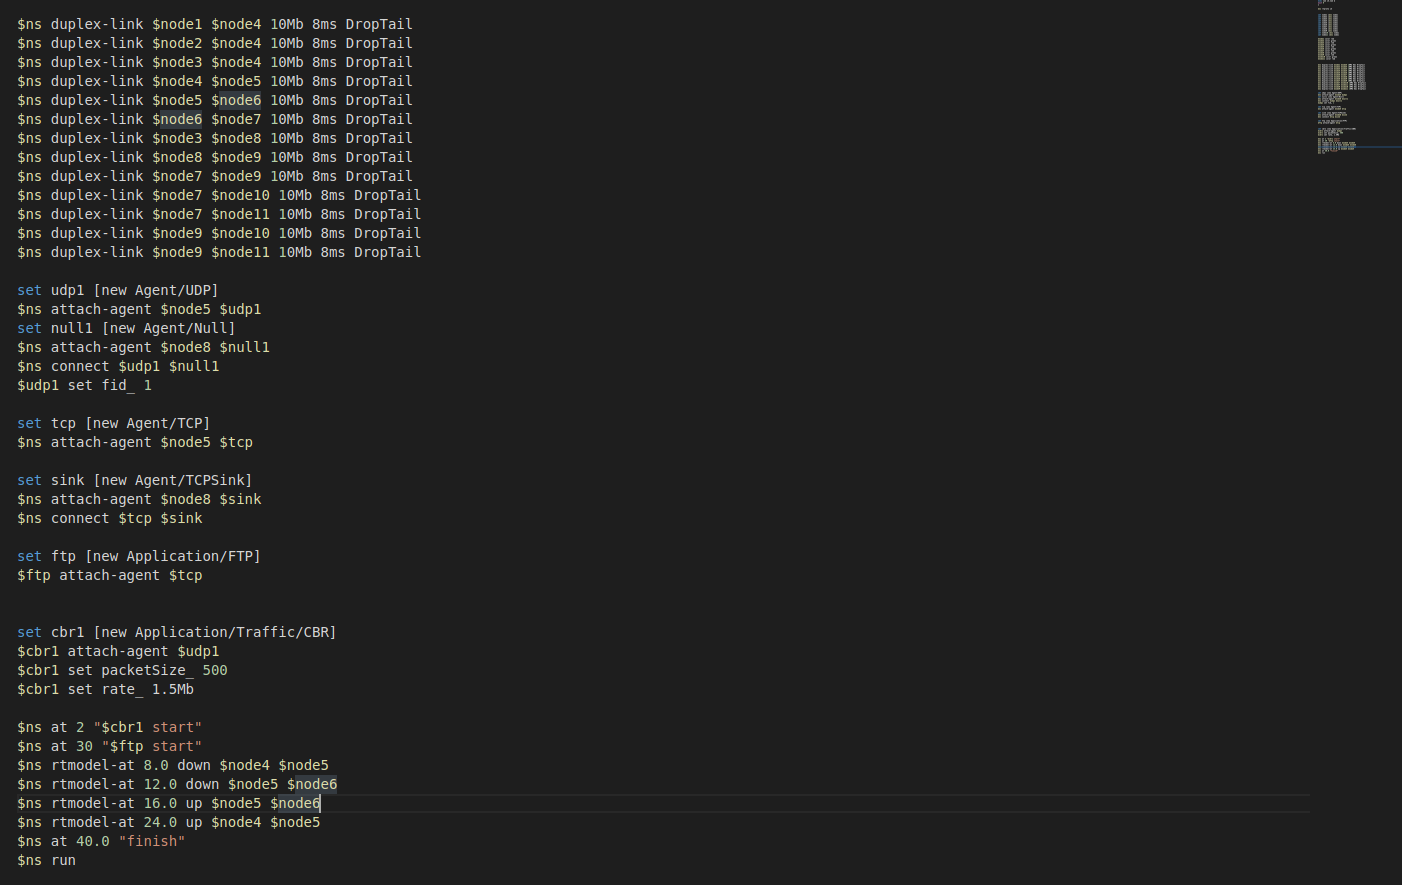 $ns duplex-link $node1 $node4 10Mb 8ms DropTail
$ns duplex-link $node2 $node4 10Mb 8ms DropTail
$ns duplex-link $node3 $node4 10Mb 8ms DropTail
$ns duplex-link $node4 $node5 10Mb 8ms DropTail
$ns duplex-link $node5 $node6 10Mb 8ms DropTail
$ns duplex-link $node6 $node7 10Mb 8ms DropTail
$ns duplex-link $node3 $node8 10Mb 8ms DropTail
$ns duplex-link $node8 $node9 10Mb 8ms DropTail
$ns duplex-link $node7 $node9 10Mb 8ms DropTail
$ns duplex-link $node7 $node10 10Mb 8ms DropTail
$ns duplex-link $node7 $node11 10Mb 8ms DropTail
$ns duplex-link $node9 $node10 10Mb 8ms DropTail
$ns duplex-link $node9 $node11 10Mb 8ms DropTail

set udp1 [new Agent/UDP]
$ns attach-agent $node5 $udp1
set null1 [new Agent/Null]
$ns attach-agent $node8 $null1
$ns connect $udp1 $null1
$udp1 set fid_ 1

set tcp [new Agent/TCP]
$ns attach-agent $node5 $tcp

set sink [new Agent/TCPSink]
$ns attach-agent $node8 $sink
$ns connect $tcp $sink

set ftp [new Application/FTP]
$ftp attach-agent $tcp


set cbr1 [new Application/Traffic/CBR]
$cbr1 attach-agent $udp1
$cbr1 set packetSize_ 500
$cbr1 set rate_ 1.5Mb

$ns at 2 "$cbr1 start"
$ns at 30 "$ftp start"
$ns rtmodel-at 8.0 down $node4 $node5
$ns rtmodel-at 12.0 down $node5 $node6
$ns rtmodel-at 16.0 up $node5 $node6
$ns rtmodel-at 24.0 up $node4 $node5
$ns at 40.0 "finish"
$ns run